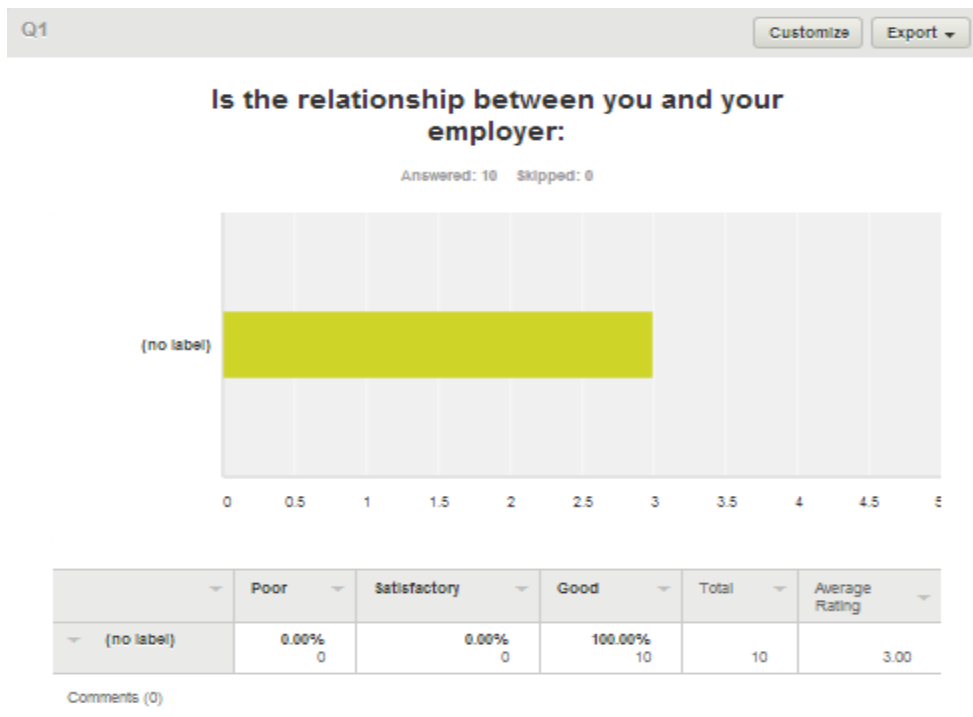 Q1
Customize Export
Is the relationship between you and your
employer:
Answered: 10 Skipped: 0
(no label)
0 0.5 1 1.5 2 2.5 3 3.5 4 4.5 5
Poor Satisfactory Good Total Average
Rating
(no label) 0.00% 0.00% 100.00%
0 0 10 10 3.00
Comments (0)